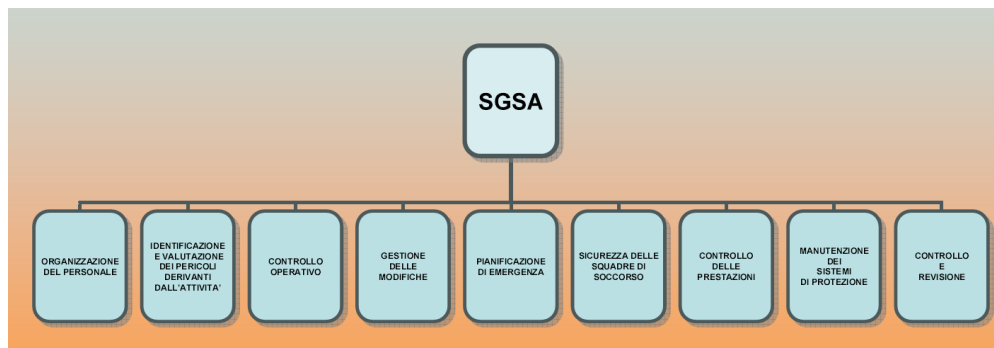 SGSA
ORGANIZZAZIONE
DEL PERSONALE
IDENTIFICAZIONE
E VALUTAZIONE
DEI PERICOLI
DERIVANTI
DALL'ATTIVITA'
CONTROLLO
OPERATIVO
GESTIONE
DELLE
MODIFICHE
PIANIFICAZIONE
DI EMERGENZA
SICUREZZA DELLE
SQUADRE DI
SOCCORSO
CONTROLLO
DELLE
PRESTAZIONI
MANUTENZIONE
DEI
SISTEMI
DI PROTEZIONE
CONTROLLO
E
REVISIONE